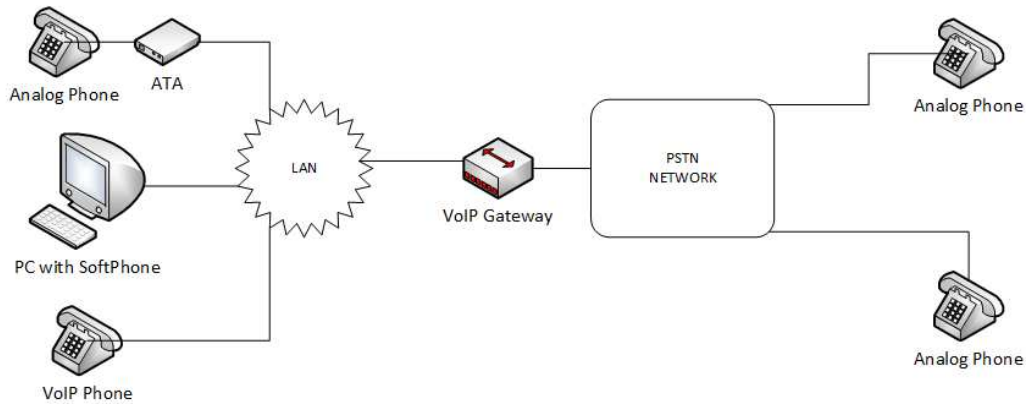 Analog Phone
ATA
PC with SoftPhone
VoIP Phone
LAN
VoIP Gateway
PSTN
NETWORK
Analog Phone
Analog Phone